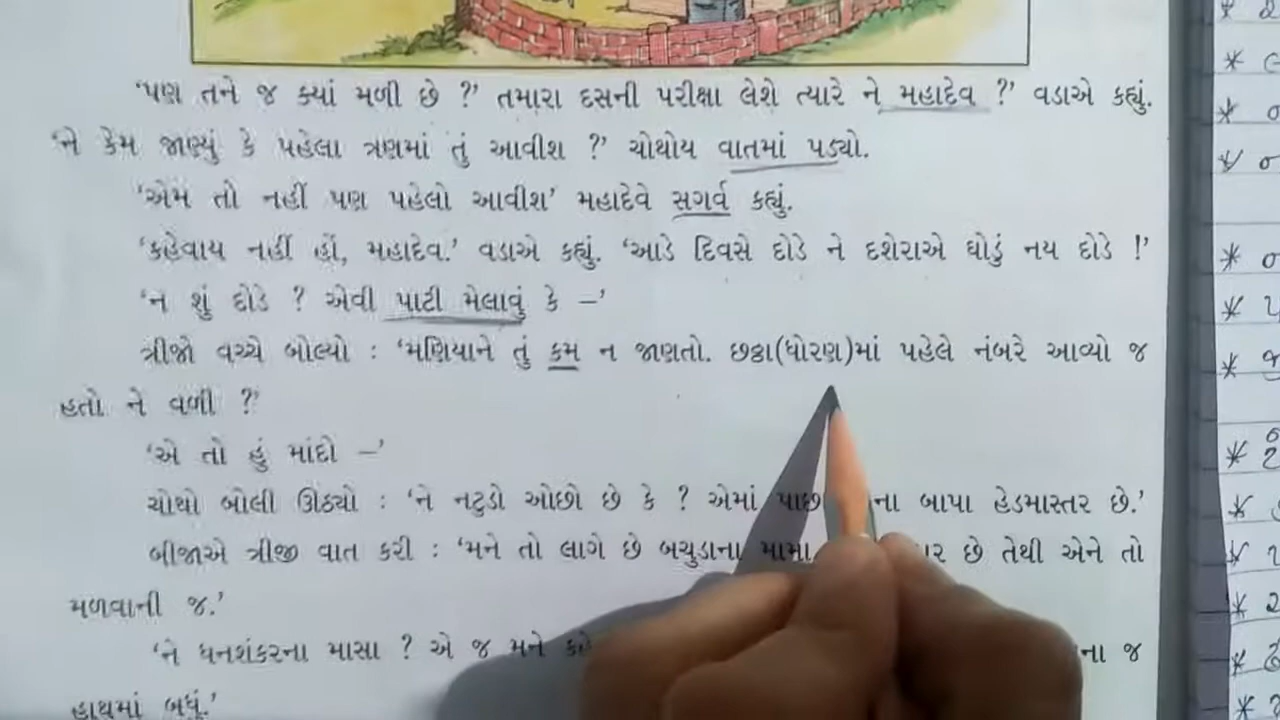 'પણ તને જ ક્યાં મળી છે ?' તમારા દસની પરીક્ષા લેશે ત્યારે ને મહાદેવ ?' વડાએ કહ્યું.
'ને કેમ જાણ્યું કે પહેલા ત્રણમાં તું આવીશ ?' ચોથોય વાતમાં પડ્યો.
'એમ તો નહીં પણ પહેલો આવીશ' મહાદેવે સગર્વ કહ્યું.
'કહેવાય નહીં હોં, મહાદેવ.' વડાએ કહ્યું. 'આડે દિવસે દોડે ને દશેરાએ ઘોડું નય દોડે !'
'ન શું દોડે ? એવી પાટી મેલાવું કે –'
ત્રીજો વચ્ચે બોલ્યો : 'મણિયાને તું કમ ન જાણતો. છઠ્ઠા(ધોરણ)માં પહેલે નંબરે આવ્યો જ
હતો ને વળી ?'
'એ તો હું માંદો –'
ચોથો બોલી ઊઠ્યો : 'ને નટુડો ઓછો છે કે ? એમાં ના બાપા હેડમાસ્તર છે.'
બીજાએ ત્રીજી વાત કરી : 'મને તો લાગે છે બચુડાના મામા છે તેથી એને તો
મળવાની જ.'
'ને ધનશંકરના માસા ? એ જ મને ના જ
હાથમાં બધું.'